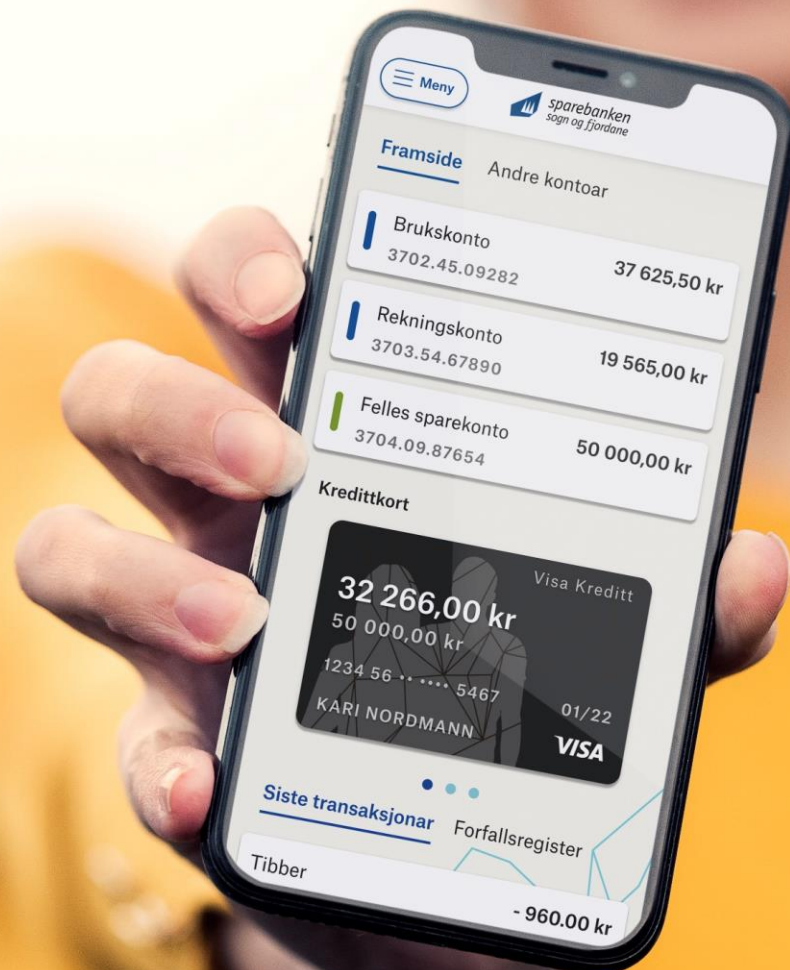 Meny
sparebanken
sogn og fjordane
Framside Andre kontoar
Brukskonto
3702.45.09282
37 625,50 kr
Rekningskonto
3703.54.67890
19 565,00 kr
Felles sparekonto
3704.09.87654
50 000,00 kr
Kredittkort
Visa Kreditt
32 266,00 kr
50 000,00 kr
1234 56 •• •••• 5467
01/22
KARI NORDMANN
VISA
Siste transaksjonar Forfallsregister
Tibber
- 960.00 kr